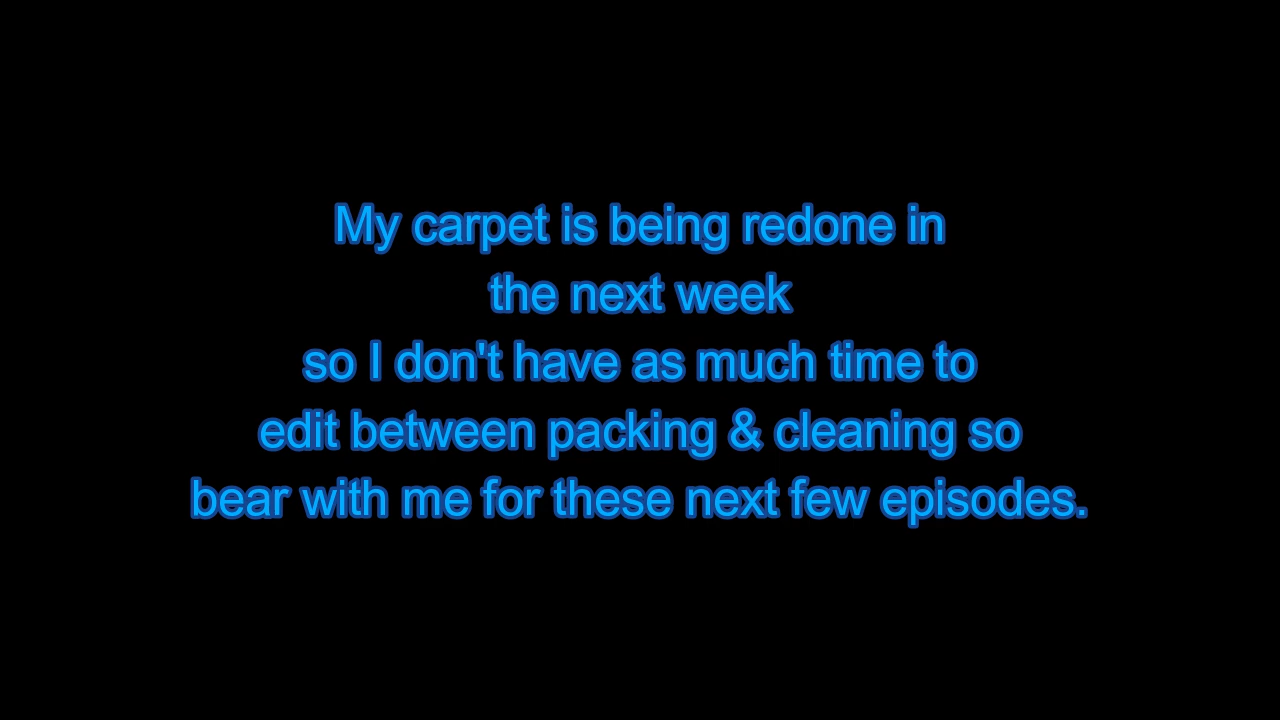 My carpet is being redone in
the next week
so I don't have as much time to
edit between packing & cleaning so
bear with me for these next few episodes.